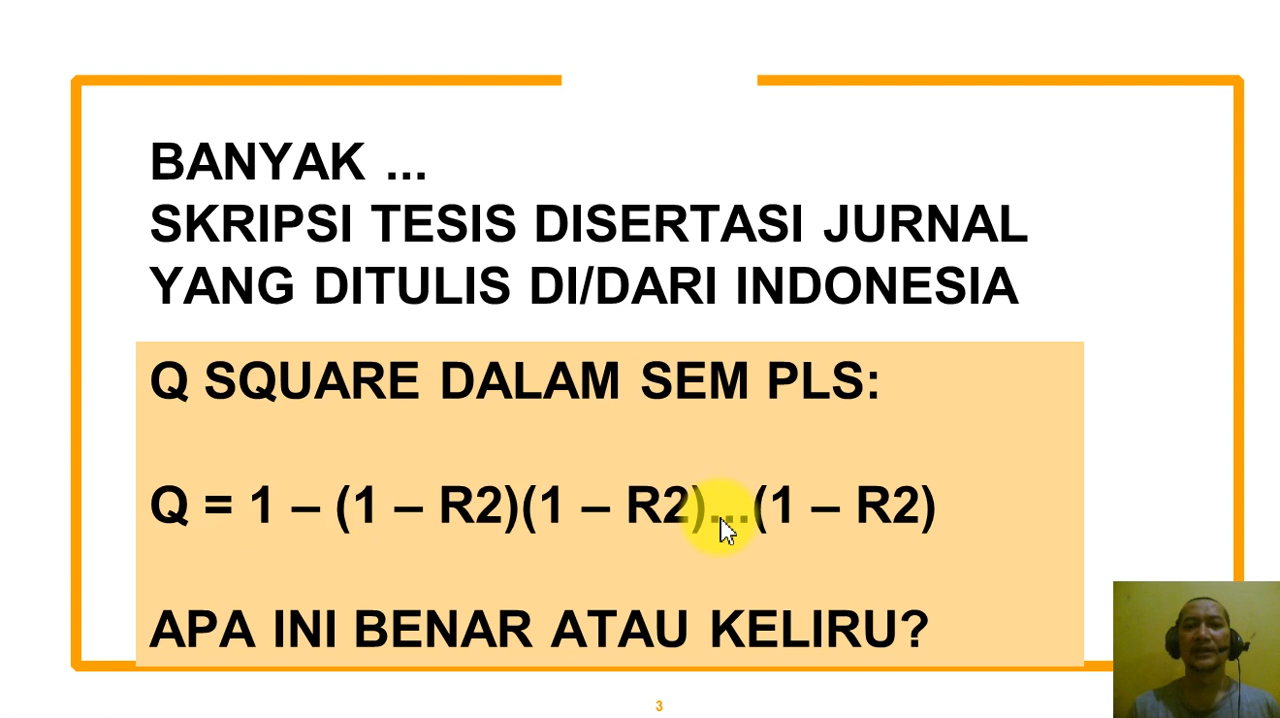 BANYAK ...
SKRIPSI TESIS DISERTASI JURNAL
YANG DITULIS DI/DARI INDONESIA
Q SQUARE DALAM SEM PLS:
Q = 1 – (1 – R2)(1 – R2)...(1 – R2)
APA INI BENAR ATAU KELIRU?
3